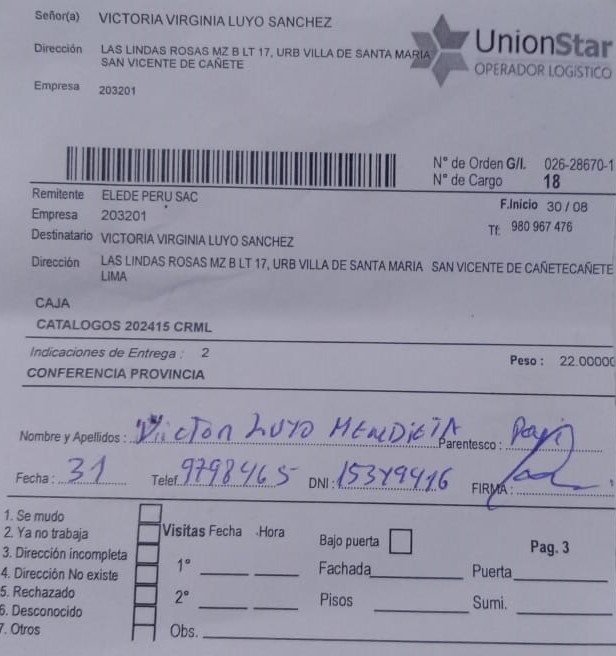 Señor(a) VICTORIA VIRGINIA LUYO SANCHEZ
Dirección LAS LINDAS ROSAS MZ B LT 17, URB VILLA DE SANTA MARIA
SAN VICENTE DE CAÑETE
Empresa 203201
UnionStar
OPERADOR LOGÍSTICO
N° de Orden G/I. 026-28670-1
N° de Cargo 18
Remitente ELEDE PERU SAC
F.Inicio 30 / 08
Empresa 203201
Tf: 980 967 476
Destinatario VICTORIA VIRGINIA LUYO SANCHEZ
Dirección LAS LINDAS ROSAS MZ B LT 17, URB VILLA DE SANTA MARIA SAN VICENTE DE CAÑETECAÑETE
LIMA
CAJA
CATALOGOS 202415 CRML
Indicaciones de Entrega : 2
Peso : 22.00000
CONFERENCIA PROVINCIA
Nombre y Apellidos : Victor LUYO MENDIETA Parentesco :
Fecha : 31 Telef. 9798465 DNI : 15379416 FIRMA :
1. Se mudo
2. Ya no trabaja
3. Dirección incompleta
4. Dirección No existe
5. Rechazado
6. Desconocido
7. Otros
Visitas Fecha Hora
1°
2°
Obs.
Bajo puerta
Fachada
Pisos
Pag. 3
Puerta
Sumi.